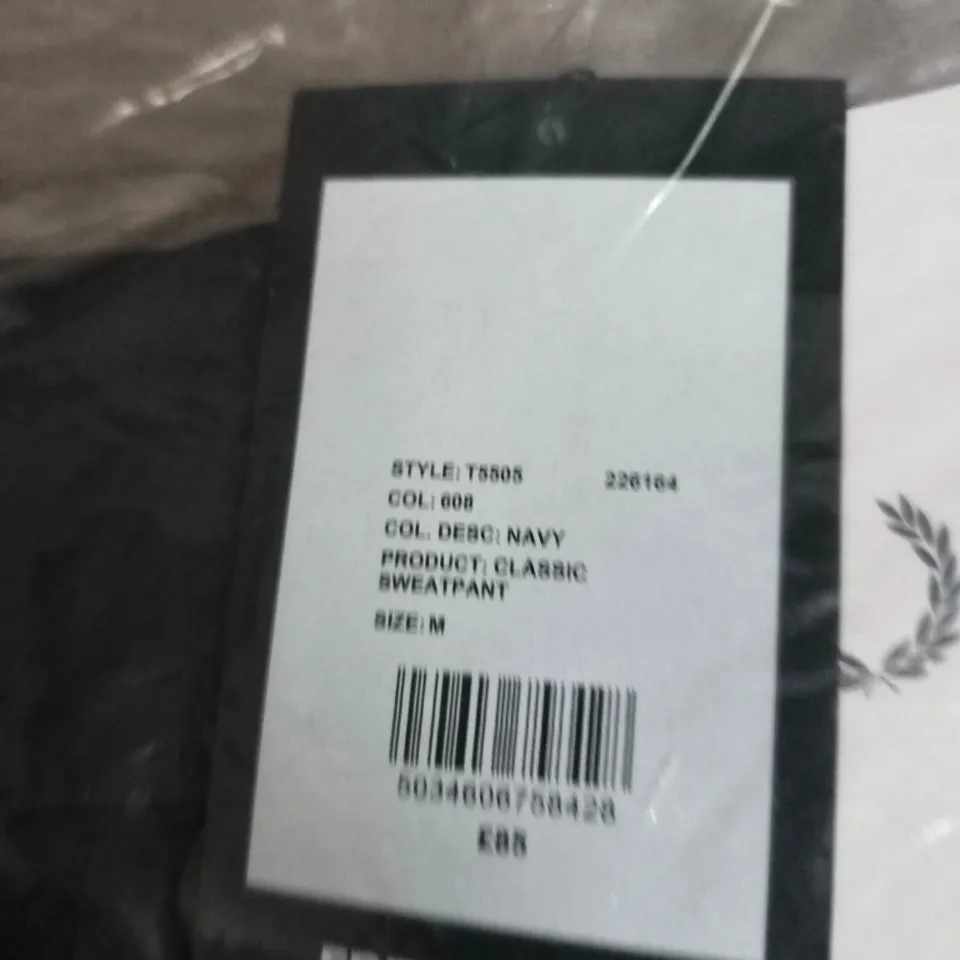 STYLE: T5505 226164
COL: 608
COL. DESC: NAVY
PRODUCT: CLASSIC
SWEATPANT
SIZE: M
5034606758428
£85